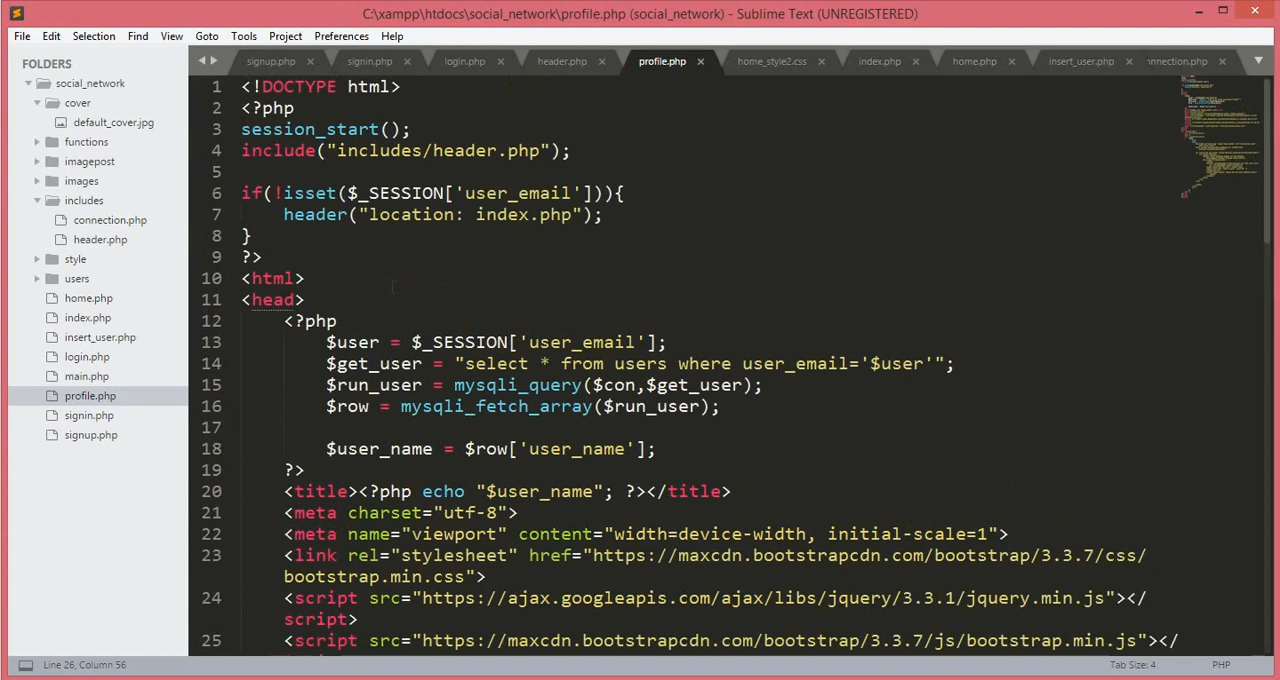 C:\xampp\htdocs\social_network\profile.php (social_network) - Sublime Text (UNREGISTERED)
File Edit Selection Find View Goto Tools Project Preferences Help
FOLDERS
social_network
cover
default_cover.jpg
functions
imagepost
images
includes
connection.php
header.php
style
users
home.php
index.php
insert_user.php
login.php
main.php
profile.php
signin.php
signup.php
signup.php signin.php login.php header.php profile.php home_style2.css index.php home.php insert_user.php nnection.php
1 <!DOCTYPE html>
2 <?php
3 session_start();
4 include("includes/header.php");
5
6 if(!isset($_SESSION['user_email'])){
7 header("location: index.php");
8 }
9 ?>
10 <html>
11 <head>
12 <?php
13 $user = $_SESSION['user_email'];
14 $get_user = "select * from users where user_email='$user'";
15 $run_user = mysqli_query($con,$get_user);
16 $row = mysqli_fetch_array($run_user);
17
18 $user_name = $row['user_name'];
19 ?>
20 <title><?php echo "$user_name"; ?></title>
21 <meta charset="utf-8">
22 <meta name="viewport" content="width=device-width, initial-scale=1">
23 <link rel="stylesheet" href="https://maxcdn.bootstrapcdn.com/bootstrap/3.3.7/css/
bootstrap.min.css">
24 <script src="https://ajax.googleapis.com/ajax/libs/jquery/3.3.1/jquery.min.js"></
script>
25 <script src="https://maxcdn.bootstrapcdn.com/bootstrap/3.3.7/js/bootstrap.min.js"></
Line 26, Column 56
Tab Size: 4
PHP